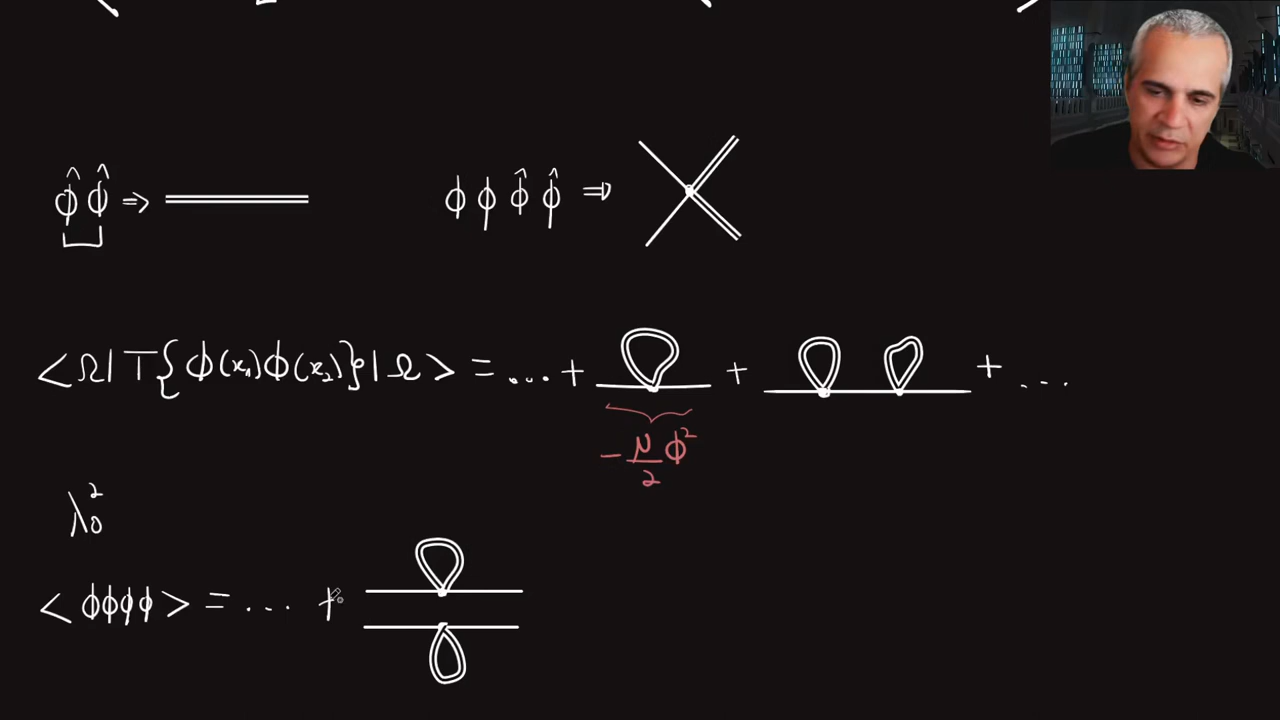 ϕ̂ ϕ̂ ⇒
ϕ ϕ ϕ̂ ϕ̂ ⇒
<Ω|T{ϕ(x₁)ϕ(x₂)}|Ω> = ... + + + ...
-μ/2 ϕ²
λ₀²
<ϕϕϕϕ> = ... +